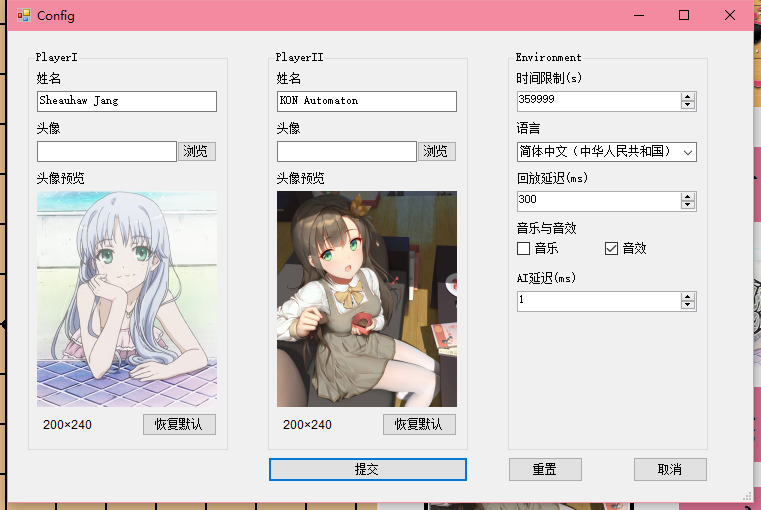 Config
PlayerI
姓名
Sheauhaw Jang
头像
浏览
头像预览
200×240
恢复默认
PlayerII
姓名
KON Automaton
头像
浏览
头像预览
200×240
恢复默认
Environment
时间限制(s)
359999
语言
简体中文（中华人民共和国）
回放延迟(ms)
300
音乐与音效
音乐
音效
AI延迟(ms)
1
提交
重置
取消